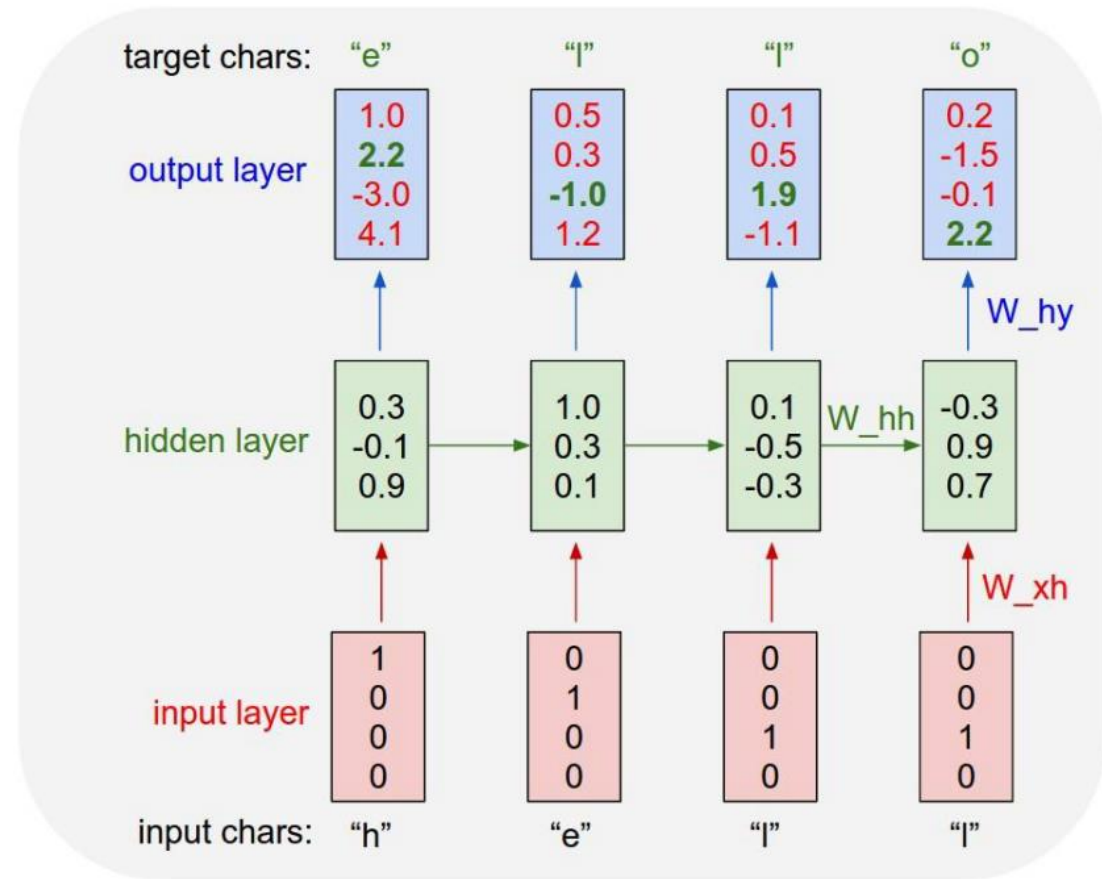 target chars: “e” “l” “l” “o”
1.0 0.5 0.1 0.2
2.2 0.3 0.5 -1.5
output layer
-3.0 -1.0 1.9 -0.1
4.1 1.2 -1.1 2.2
W_hy
0.3 1.0 0.1 -0.3
W_hh
hidden layer -0.1 0.3 -0.5 0.9
0.9 0.1 -0.3 0.7
W_xh
1 0 0 0
0 1 0 0
input layer
0 0 1 1
0 0 0 0
input chars: “h” “e” “l” “l”